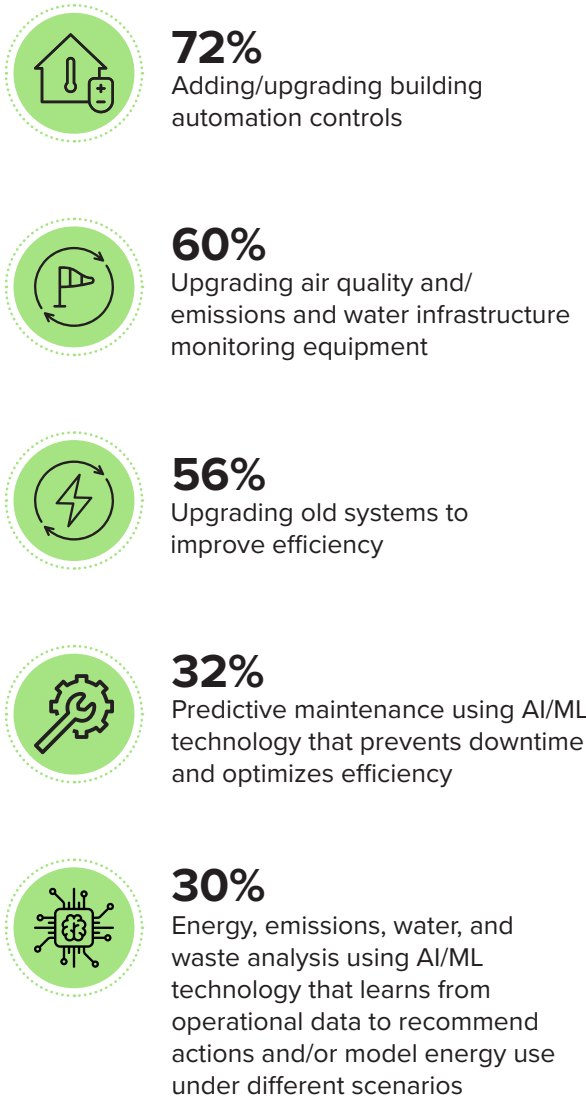 72%
Adding/upgrading building
automation controls
60%
Upgrading air quality and/
emissions and water infrastructure
monitoring equipment
56%
Upgrading old systems to
improve efficiency
32%
Predictive maintenance using AI/ML
technology that prevents downtime
and optimizes efficiency
30%
Energy, emissions, water, and
waste analysis using AI/ML
technology that learns from
operational data to recommend
actions and/or model energy use
under different scenarios